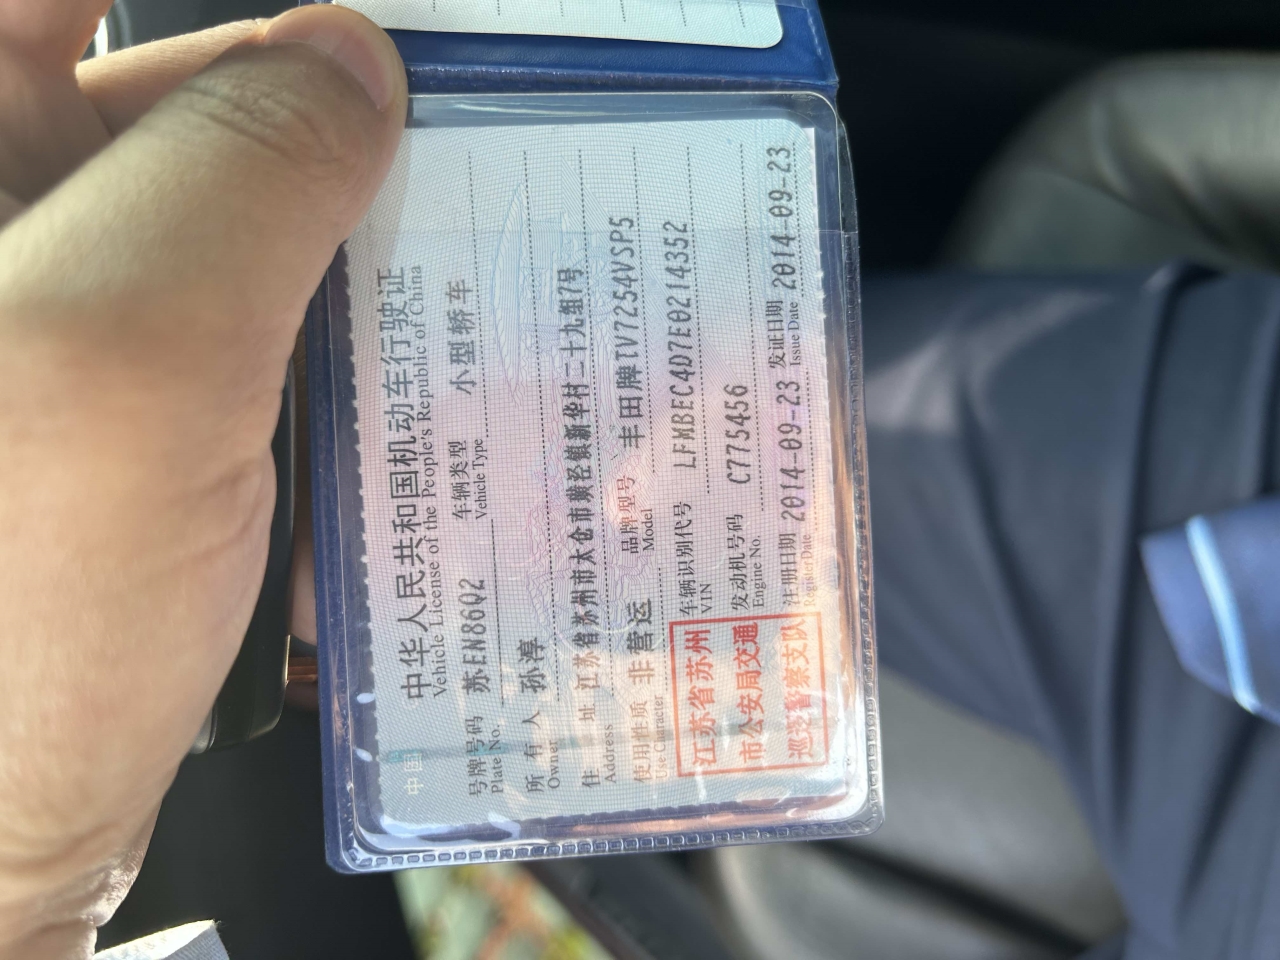 中华人民共和国机动车行驶证
Vehicle License of the People's Republic of China
号牌号码 苏EN86Q2 车辆类型 小型轿车
Plate No. Vehicle Type
所有人 孙淳
Owner
住址 江苏省苏州市太仓市璜泾镇新华村二十九组7号
Address
使用性质 非营运 品牌型号 丰田牌TV7254VSP5
Use Character Model
江苏省苏州
市公安局交通
巡逻警察支队
车辆识别代号 LFMBEC4D7E0214352
VIN
发动机号码 C775456
Engine No.
注册日期 2014-09-23 发证日期 2014-09-23
Register Date Issue Date
中国